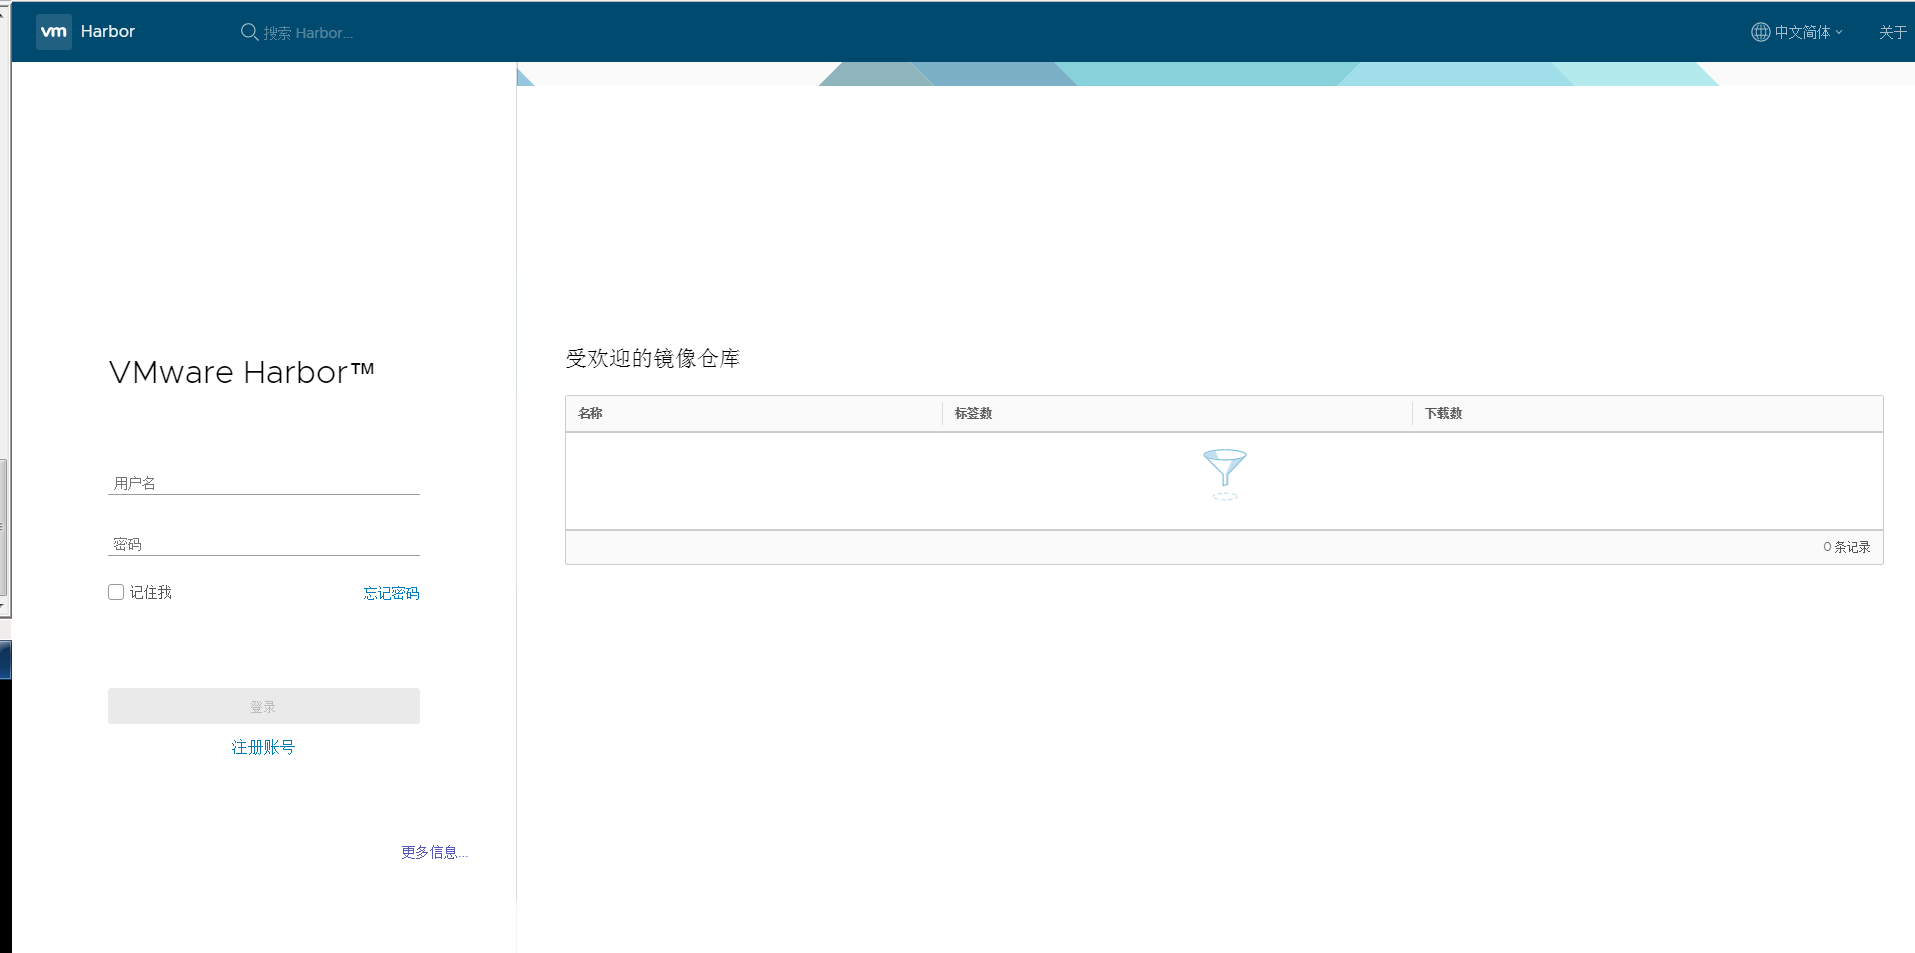 vm Harbor 搜索 Harbor... 中文简体 关于
VMware Harbor™
用户名
密码
记住我 忘记密码
登录
注册账号
更多信息...
受欢迎的镜像仓库
名称 标签数 下载数
0 条记录